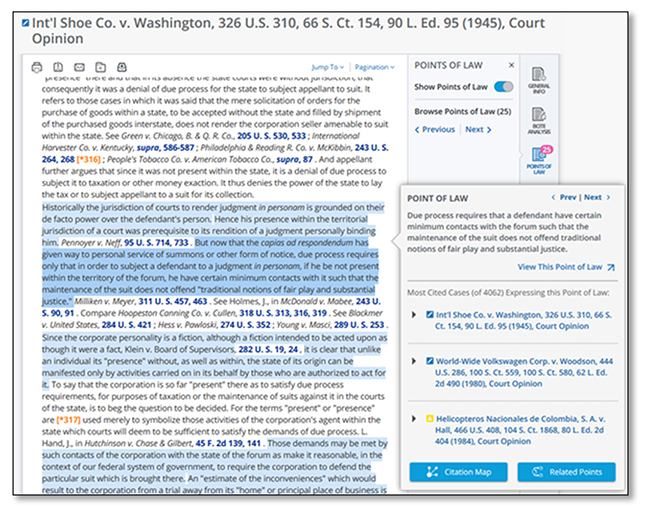 Int'l Shoe Co. v. Washington, 326 U.S. 310, 66 S. Ct. 154, 90 L. Ed. 95 (1945), Court
Opinion
Jump To
Pagination
"presence" there and that in its absence the state courts were without jurisdiction, that
consequently it was a denial of due process for the state to subject appellant to suit. It
refers to those cases in which it was said that the mere solicitation of orders for the
purchase of goods within a state, to be accepted without the state and filled by shipment
of the purchased goods interstate, does not render the corporation seller amenable to suit
within the state. See Green v. Chicago, B. & Q. R. Co., 205 U. S. 530, 533 ; International
Harvester Co. v. Kentucky, supra, 586-587 ; Philadelphia & Reading R. Co. v. McKibbin, 243 U. S.
264, 268 [*316] ; People's Tobacco Co. v. American Tobacco Co., supra, 87 . And appellant
further argues that since it was not present within the state, it is a denial of due process to
subject it to taxation or other money exaction. It thus denies the power of the state to lay
the tax or to subject appellant to a suit for its collection.
Historically the jurisdiction of courts to render judgment in personam is grounded on their
de facto power over the defendant's person. Hence his presence within the territorial
jurisdiction of a court was prerequisite to its rendition of a judgment personally binding
him. Pennoyer v. Neff, 95 U. S. 714, 733 . But now that the capias ad respondendum has
given way to personal service of summons or other form of notice, due process requires
only that in order to subject a defendant to a judgment in personam, if he be not present
within the territory of the forum, he have certain minimum contacts with it such that the
maintenance of the suit does not offend "traditional notions of fair play and substantial
justice." Milliken v. Meyer, 311 U. S. 457, 463 . See Holmes, J., in McDonald v. Mabee, 243 U.
S. 90, 91 . Compare Hoopeston Canning Co. v. Cullen, 318 U. S. 313, 316, 319 . See Blackmer
v. United States, 284 U. S. 421 ; Hess v. Pawloski, 274 U. S. 352 ; Young v. Masci, 289 U. S. 253 .
Since the corporate personality is a fiction, although a fiction intended to be acted upon as
though it were a fact, Klein v. Board of Supervisors, 282 U. S. 19, 24 , it is clear that unlike
an individual its "presence" without, as well as within, the state of its origin can be
manifested only by activities carried on in its behalf by those who are authorized to act for
it. To say that the corporation is so far "present" there as to satisfy due process
requirements, for purposes of taxation or the maintenance of suits against it in the courts
of the state, is to beg the question to be decided. For the terms "present" or "presence"
are [*317] used merely to symbolize those activities of the corporation's agent within the
state which courts will deem to be sufficient to satisfy the demands of due process. L.
Hand, J., in Hutchinson v. Chase & Gilbert, 45 F. 2d 139, 141 . Those demands may be met by
such contacts of the corporation with the state of the forum as make it reasonable, in the
context of our federal system of government, to require the corporation to defend the
particular suit which is brought there. An "estimate of the inconveniences" which would
result to the corporation from a trial away from its "home" or principal place of business is
POINTS OF LAW
Show Points of Law
Browse Points of Law (25)
Previous
Next
GENERAL
INFO
BCITE
ANALYSIS
25
POINTS OF
LAW
POINT OF LAW
Prev | Next
Due process requires that a defendant have certain
minimum contacts with the forum such that the
maintenance of the suit does not offend traditional
notions of fair play and substantial justice.
View This Point of Law
Most Cited Cases (of 4062) Expressing this Point of Law:
Int'l Shoe Co. v. Washington, 326 U.S. 310, 66 S.
Ct. 154, 90 L. Ed. 95 (1945), Court Opinion
World-Wide Volkswagen Corp. v. Woodson, 444
U.S. 286, 100 S. Ct. 559, 100 S. Ct. 580, 62 L. Ed.
2d 490 (1980), Court Opinion
Helicopteros Nacionales de Colombia, S. A. v.
Hall, 466 U.S. 408, 104 S. Ct. 1868, 80 L. Ed. 2d
404 (1984), Court Opinion
Citation Map
Related Points